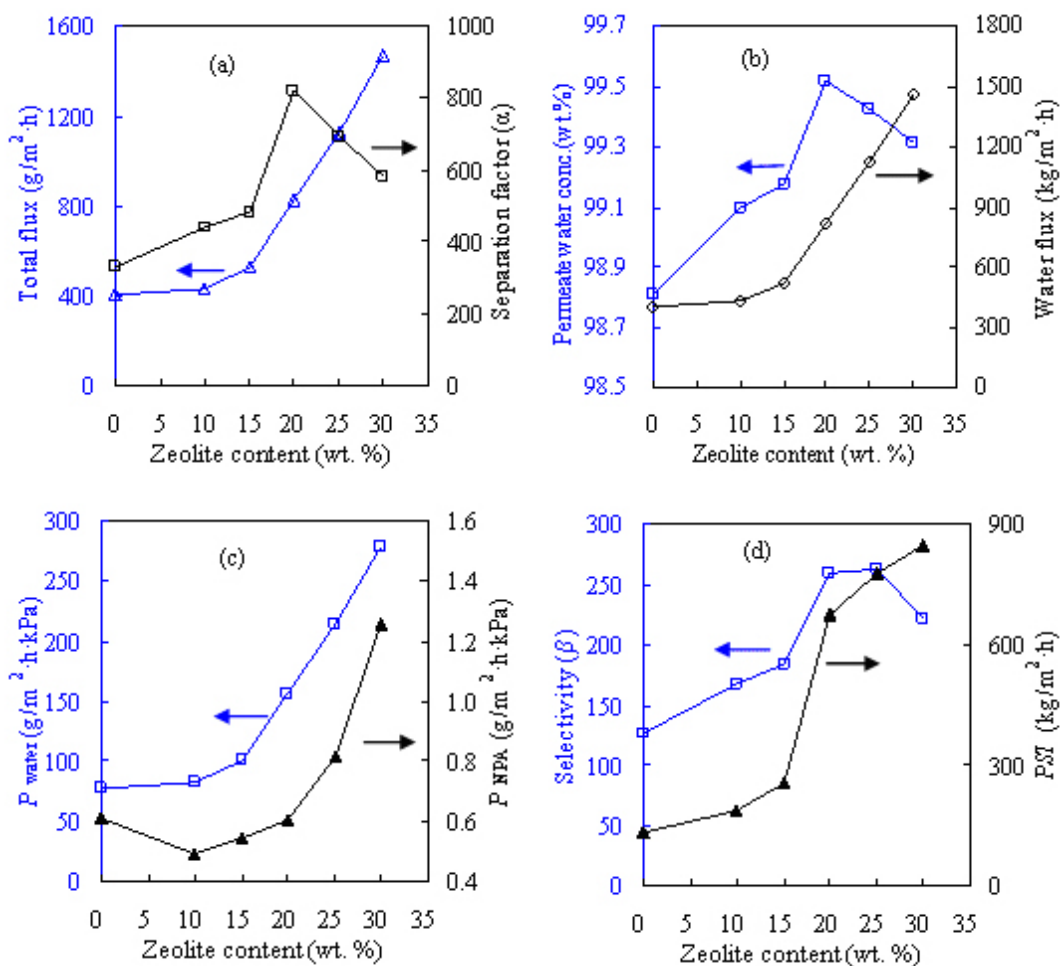 (a)
Total flux (g/m²·h)
1600
1200
800
400
0
1000
800
600
400
200
0
Separation factor (α)
0 5 10 15 20 25 30 35
Zeolite content (wt. %)
(b)
Permeate water conc.(wt.%)
99.7
99.5
99.3
99.1
98.9
98.7
98.5
1800
1500
1200
900
600
300
0
Water flux (kg/m²·h)
0 5 10 15 20 25 30 35
Zeolite content (wt. %)
(c)
P water (g/m²·h·kPa)
300
250
200
150
100
50
0
1.6
1.4
1.2
1.0
0.8
0.6
0.4
P NPA (g/m²·h·kPa)
0 5 10 15 20 25 30 35
Zeolite content (wt. %)
(d)
Selectivity (β)
300
250
200
150
100
50
0
900
600
300
0
PSI (kg/m²·h)
0 5 10 15 20 25 30 35
Zeolite content (wt. %)